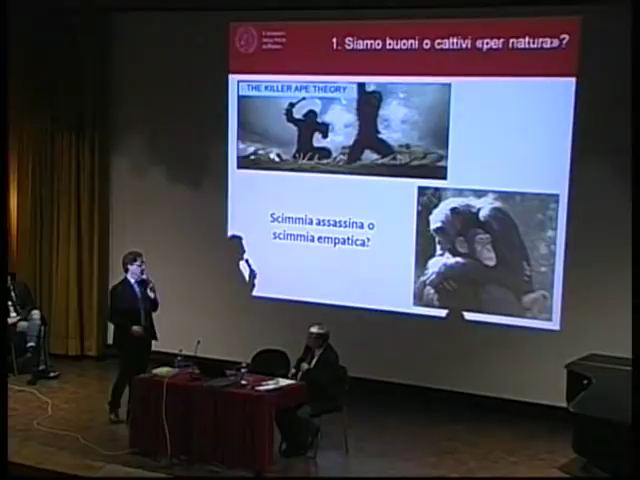 1. Siamo buoni o cattivi «per natura»?
THE KILLER APE THEORY
Scimmia assassina o
scimmia empatica?